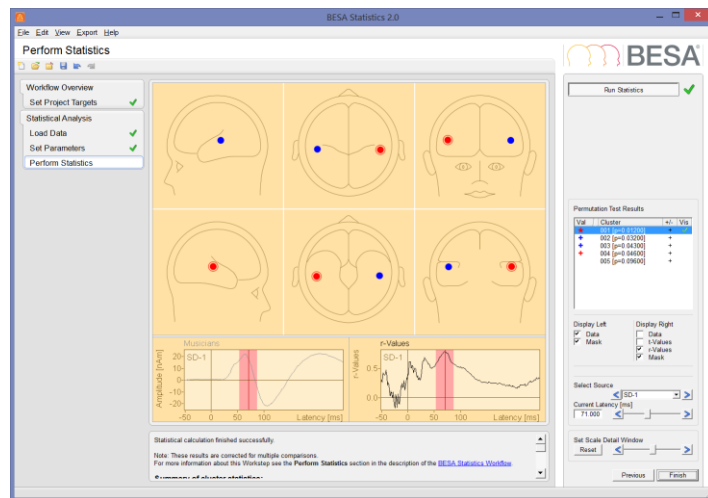 BESA Statistics 2.0
File Edit View Export Help
Perform Statistics
BESA
Workflow Overview
Set Project Targets
Statistical Analysis
Load Data
Set Parameters
Perform Statistics
Run Statistics
Permutation Test Results
Val Cluster +/- Vis
+ 001 [p=0.01200] +
+ 002 [p=0.03200] +
+ 003 [p=0.04300] +
+ 004 [p=0.04600] +
005 [p=0.09600] +
Display Left Display Right
Data Data
Mask t-Values
r-Values
Mask
Select Source
< SD-1 >
Current Latency [ms]
71.000 < >
Set Scale Detail Window
Reset < >
Previous Finish
Musicians
SD-1
Amplitude [nAm]
20
10
0
-10
-20
-50 0 50 100 Latency [ms]
r-Values
SD-1
r-Values
0.5
0.0
-50 0 50 100 Latency [ms]
Statistical calculation finished successfully.
Note: These results are corrected for multiple comparisons.
For more information about this Workstep see the Perform Statistics section in the description of the BESA Statistics Workflow.
Summary of cluster statistics: